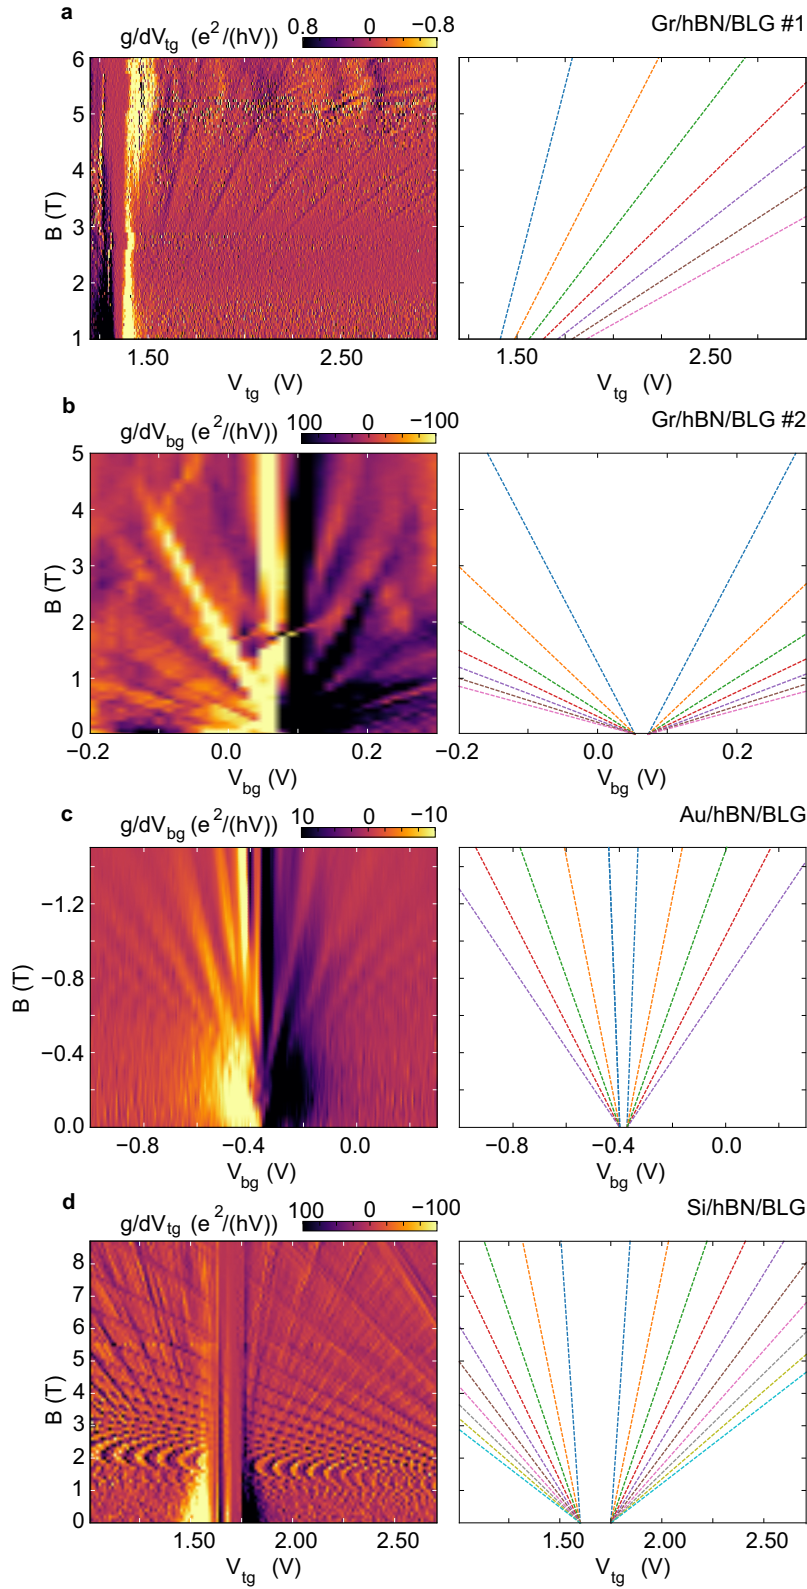 a
g/dV_tg (e²/(hV)) 0.8 0 −0.8 Gr/hBN/BLG #1
6
5
4
3
2
1
B (T)
1.50 2.50 1.50 2.50
V_tg (V) V_tg (V)
b
g/dV_bg (e²/(hV)) 100 0 −100 Gr/hBN/BLG #2
5
4
3
2
1
0
B (T)
−0.2 0.0 0.2 −0.2 0.0 0.2
V_bg (V) V_bg (V)
c
g/dV_bg (e²/(hV)) 10 0 −10 Au/hBN/BLG
−1.2
−0.8
−0.4
0.0
B (T)
−0.8 −0.4 0.0 −0.8 −0.4 0.0
V_bg (V) V_bg (V)
d
g/dV_tg (e²/(hV)) 100 0 −100 Si/hBN/BLG
8
7
6
5
4
3
2
1
0
B (T)
1.50 2.00 2.50 1.50 2.00 2.50
V_tg (V) V_tg (V)